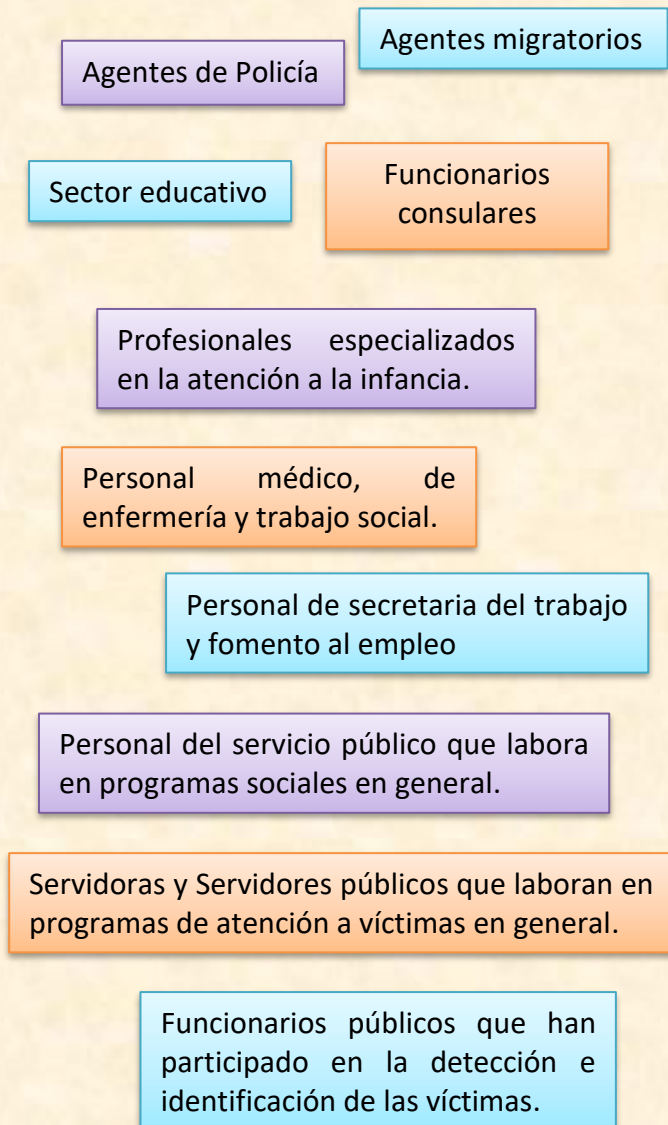 Agentes migratorios
Agentes de Policía
Sector educativo
Funcionarios
consulares
Profesionales especializados
en la atención a la infancia.
Personal médico, de
enfermería y trabajo social.
Personal de secretaria del trabajo
y fomento al empleo
Personal del servicio público que labora
en programas sociales en general.
Servidoras y Servidores públicos que laboran en
programas de atención a víctimas en general.
Funcionarios públicos que han
participado en la detección e
identificación de las víctimas.